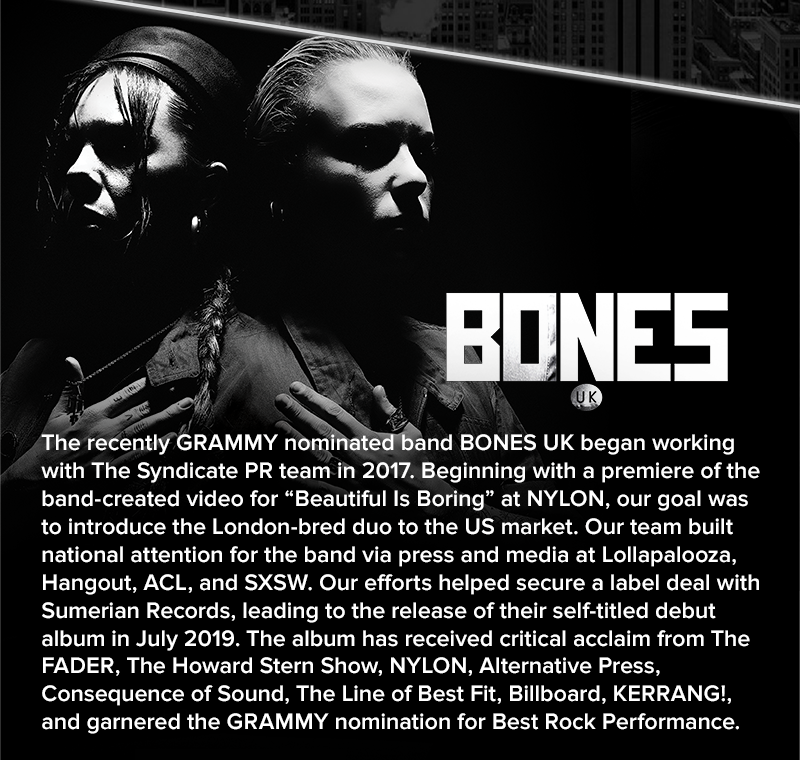 BONES
UK
The recently GRAMMY nominated band BONES UK began working
with The Syndicate PR team in 2017. Beginning with a premiere of the
band-created video for “Beautiful Is Boring” at NYLON, our goal was
to introduce the London-bred duo to the US market. Our team built
national attention for the band via press and media at Lollapalooza,
Hangout, ACL, and SXSW. Our efforts helped secure a label deal with
Sumerian Records, leading to the release of their self-titled debut
album in July 2019. The album has received critical acclaim from The
FADER, The Howard Stern Show, NYLON, Alternative Press,
Consequence of Sound, The Line of Best Fit, Billboard, KERRANG!,
and garnered the GRAMMY nomination for Best Rock Performance.